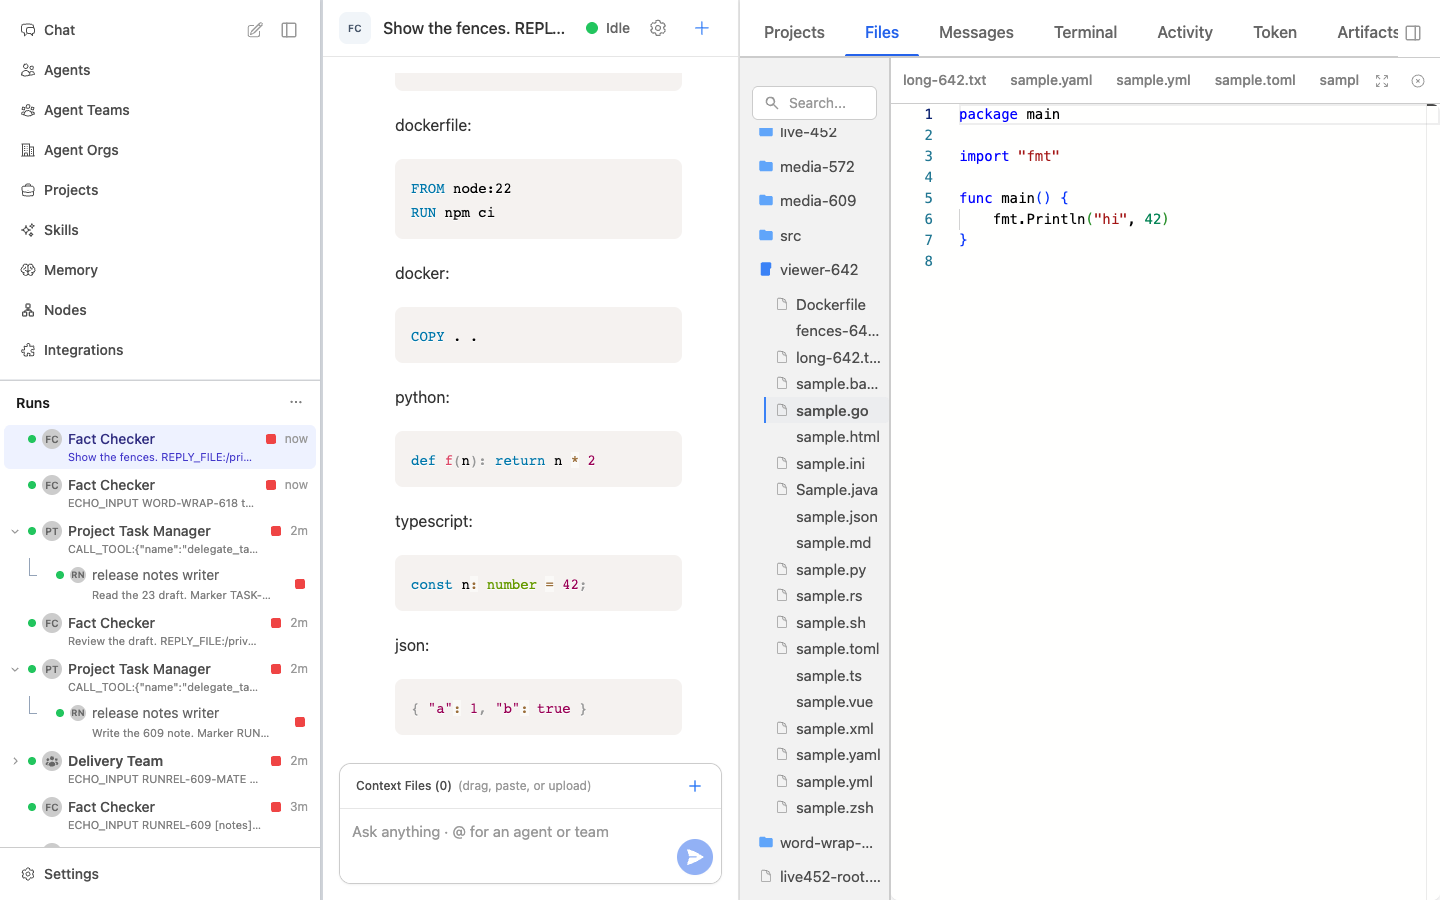 Chat
Agents
Agent Teams
Agent Orgs
Projects
Skills
Memory
Nodes
Integrations
Runs
FC Fact Checker now
Show the fences. REPLY_FILE:/pri...
FC Fact Checker now
ECHO_INPUT WORD-WRAP-618 t...
PT Project Task Manager 2m
CALL_TOOL:{"name":"delegate_ta...
RN release notes writer
Read the 23 draft. Marker TASK-...
FC Fact Checker 2m
Review the draft. REPLY_FILE:/priv...
PT Project Task Manager 2m
CALL_TOOL:{"name":"delegate_ta...
RN release notes writer
Write the 609 note. Marker RUN...
Delivery Team 2m
ECHO_INPUT RUNREL-609-MATE ...
FC Fact Checker 3m
ECHO_INPUT RUNREL-609 [notes]...
Settings
FC Show the fences. REPL... Idle
dockerfile:
FROM node:22
RUN npm ci
docker:
COPY . .
python:
def f(n): return n * 2
typescript:
const n: number = 42;
json:
{ "a": 1, "b": true }
Context Files (0) (drag, paste, or upload)
Ask anything · @ for an agent or team
Projects Files Messages Terminal Activity Token Artifacts
Search...
live-452
media-572
media-609
src
viewer-642
Dockerfile
fences-64...
long-642.t...
sample.ba...
sample.go
sample.html
sample.ini
Sample.java
sample.json
sample.md
sample.py
sample.rs
sample.sh
sample.toml
sample.ts
sample.vue
sample.xml
sample.yaml
sample.yml
sample.zsh
word-wrap-...
live452-root....
long-642.txt sample.yaml sample.yml sample.toml sampl
1 package main
2
3 import "fmt"
4
5 func main() {
6 fmt.Println("hi", 42)
7 }
8